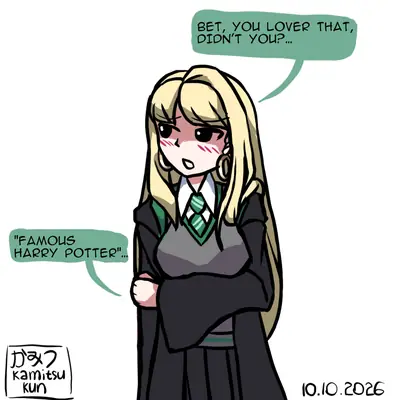 BET, YOU LOVER THAT,
DIDN'T YOU?...
"FAMOUS
HARRY POTTER"...
かみつ
kamitsu
kun
10.10.2026